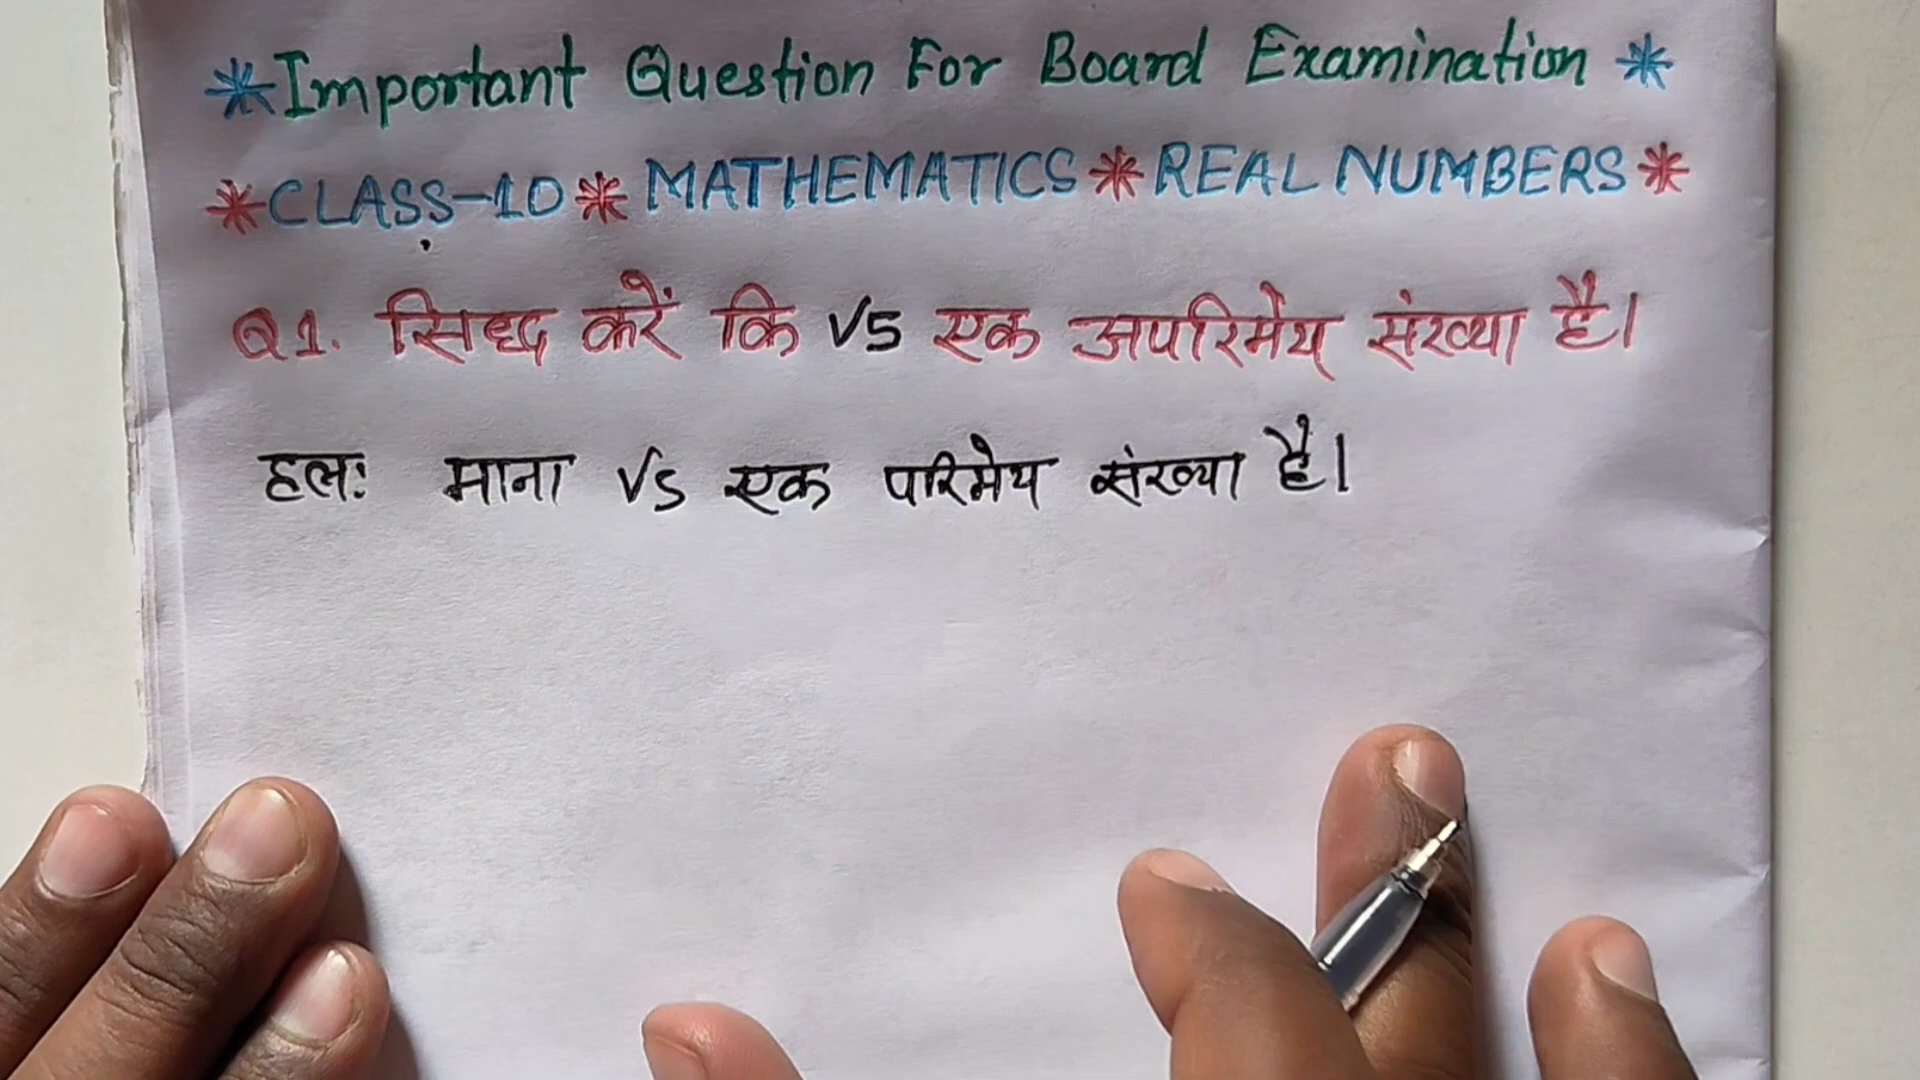 *Important Question For Board Examination*
*CLASS-10* MATHEMATICS * REAL NUMBERS *
Q1. सिध्द करें कि √5 एक अपरिमेय संख्या है।
हल: माना √5 एक परिमेय संख्या है।